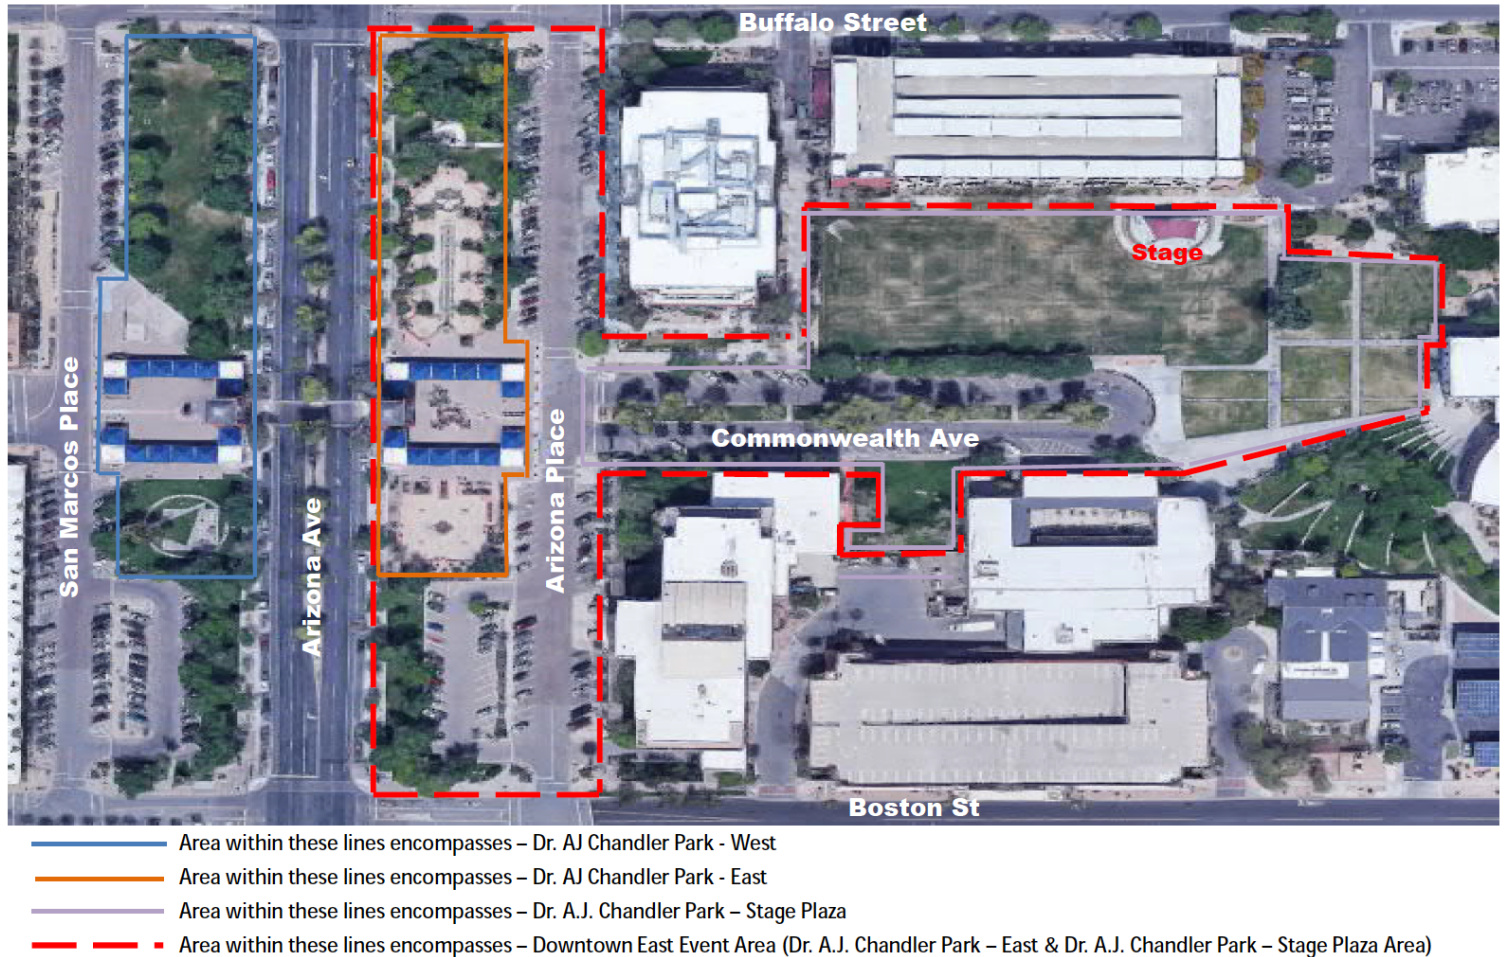 Buffalo Street
Stage
San Marcos Place
Arizona Ave
Arizona Place
Commonwealth Ave
Boston St
Area within these lines encompasses – Dr. AJ Chandler Park - West
Area within these lines encompasses – Dr. AJ Chandler Park - East
Area within these lines encompasses – Dr. A.J. Chandler Park – Stage Plaza
Area within these lines encompasses – Downtown East Event Area (Dr. A.J. Chandler Park – East & Dr. A.J. Chandler Park – Stage Plaza Area)